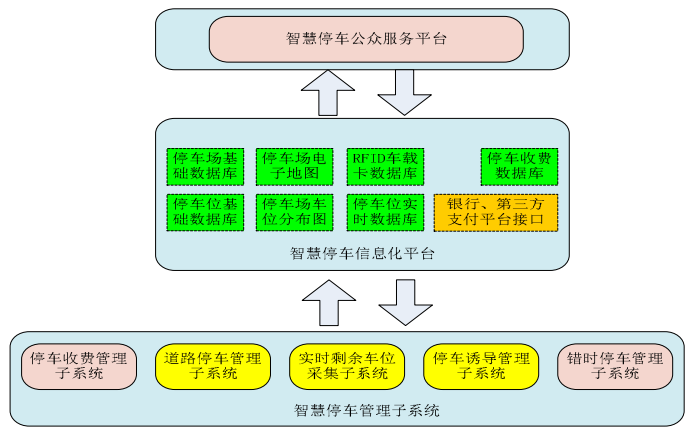 智慧停车公众服务平台
停车场基
础数据库
停车场电
子地图
RFID车载
卡数据库
停车收费
数据库
停车位基
础数据库
停车场车
位分布图
停车位实
时数据库
银行、第三方
支付平台接口
智慧停车信息化平台
停车收费管理
子系统
道路停车管理
子系统
实时剩余车位
采集子系统
停车诱导管理
子系统
错时停车管理
子系统
智慧停车管理子系统